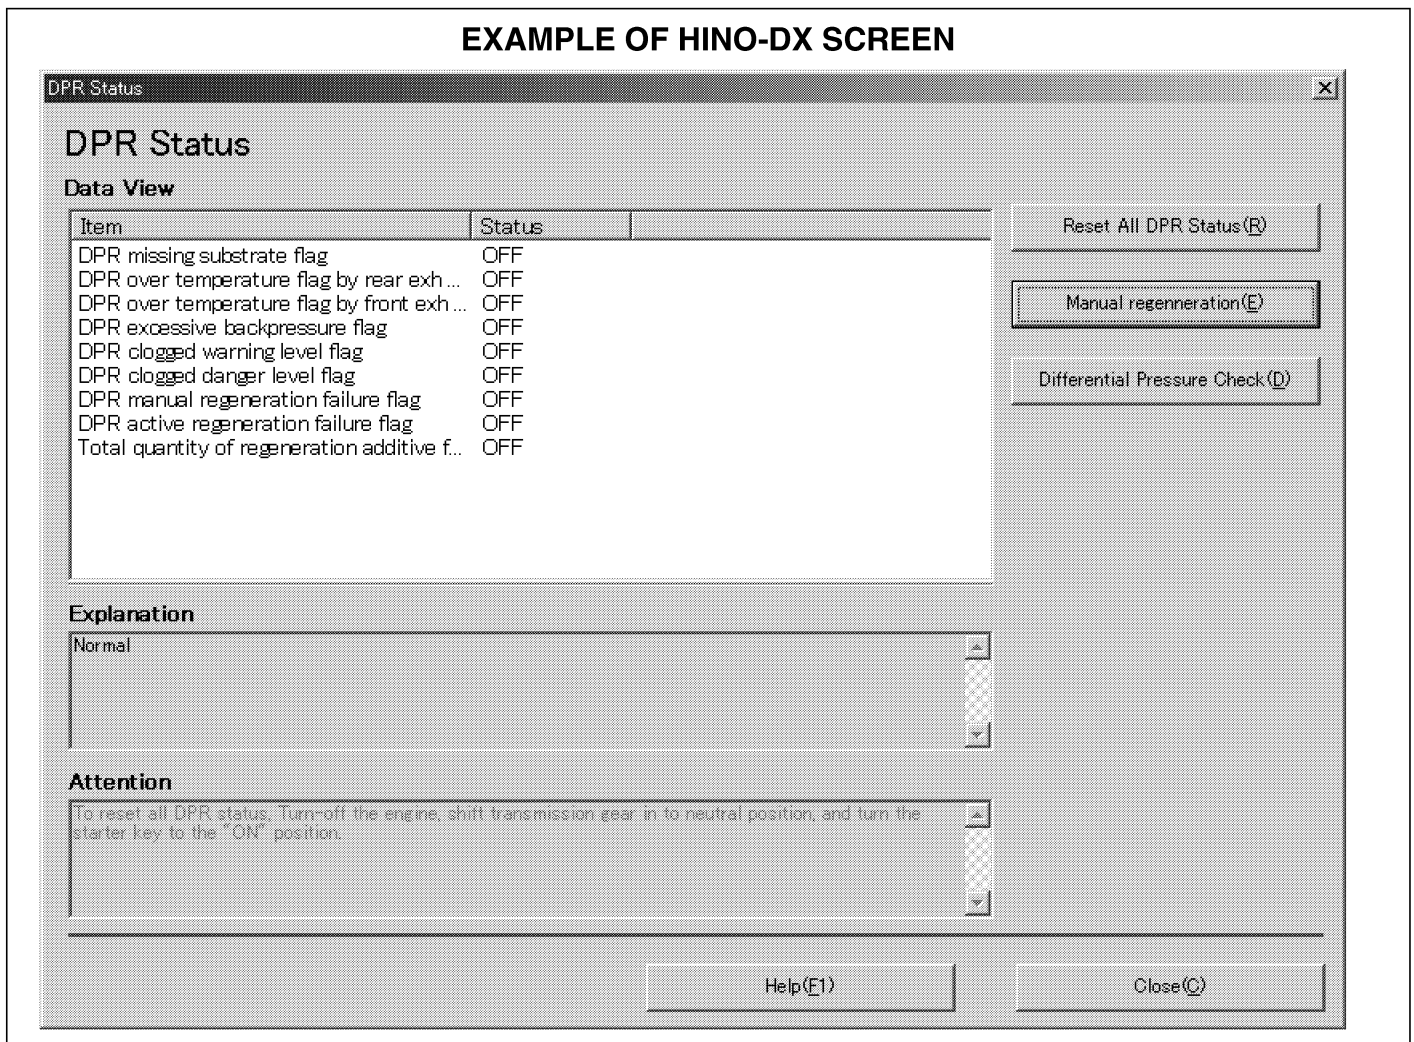 EXAMPLE OF HINO-DX SCREEN
DPR Status
DPR Status
Data View
Item Status
DPR missing substrate flag OFF
DPR over temperature flag by rear exh ... OFF
DPR over temperature flag by front exh ... OFF
DPR excessive backpressure flag OFF
DPR clogged warning level flag OFF
DPR clogged danger level flag OFF
DPR manual regeneration failure flag OFF
DPR active regeneration failure flag OFF
Total quantity of regeneration additive f... OFF
Reset All DPR Status(R)
Manual regenneration(E)
Differential Pressure Check(D)
Explanation
Normal
Attention
To reset all DPR status, Turn-off the engine, shift transmission gear in to neutral position, and turn the
starter key to the "ON" position.
Help(F1)
Close(C)